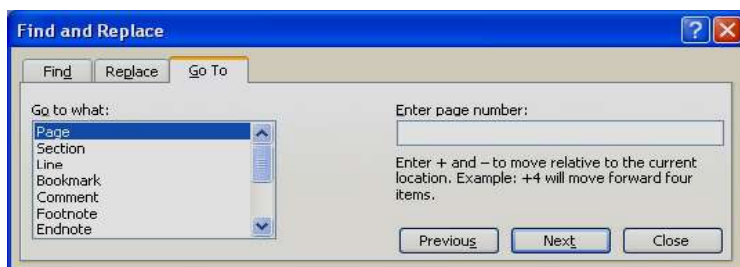 Find and Replace
Find Replace Go To
Go to what:
Page
Section
Line
Bookmark
Comment
Footnote
Endnote
Enter page number:
Enter + and – to move relative to the current
location. Example: +4 will move forward four
items.
Previous Next Close